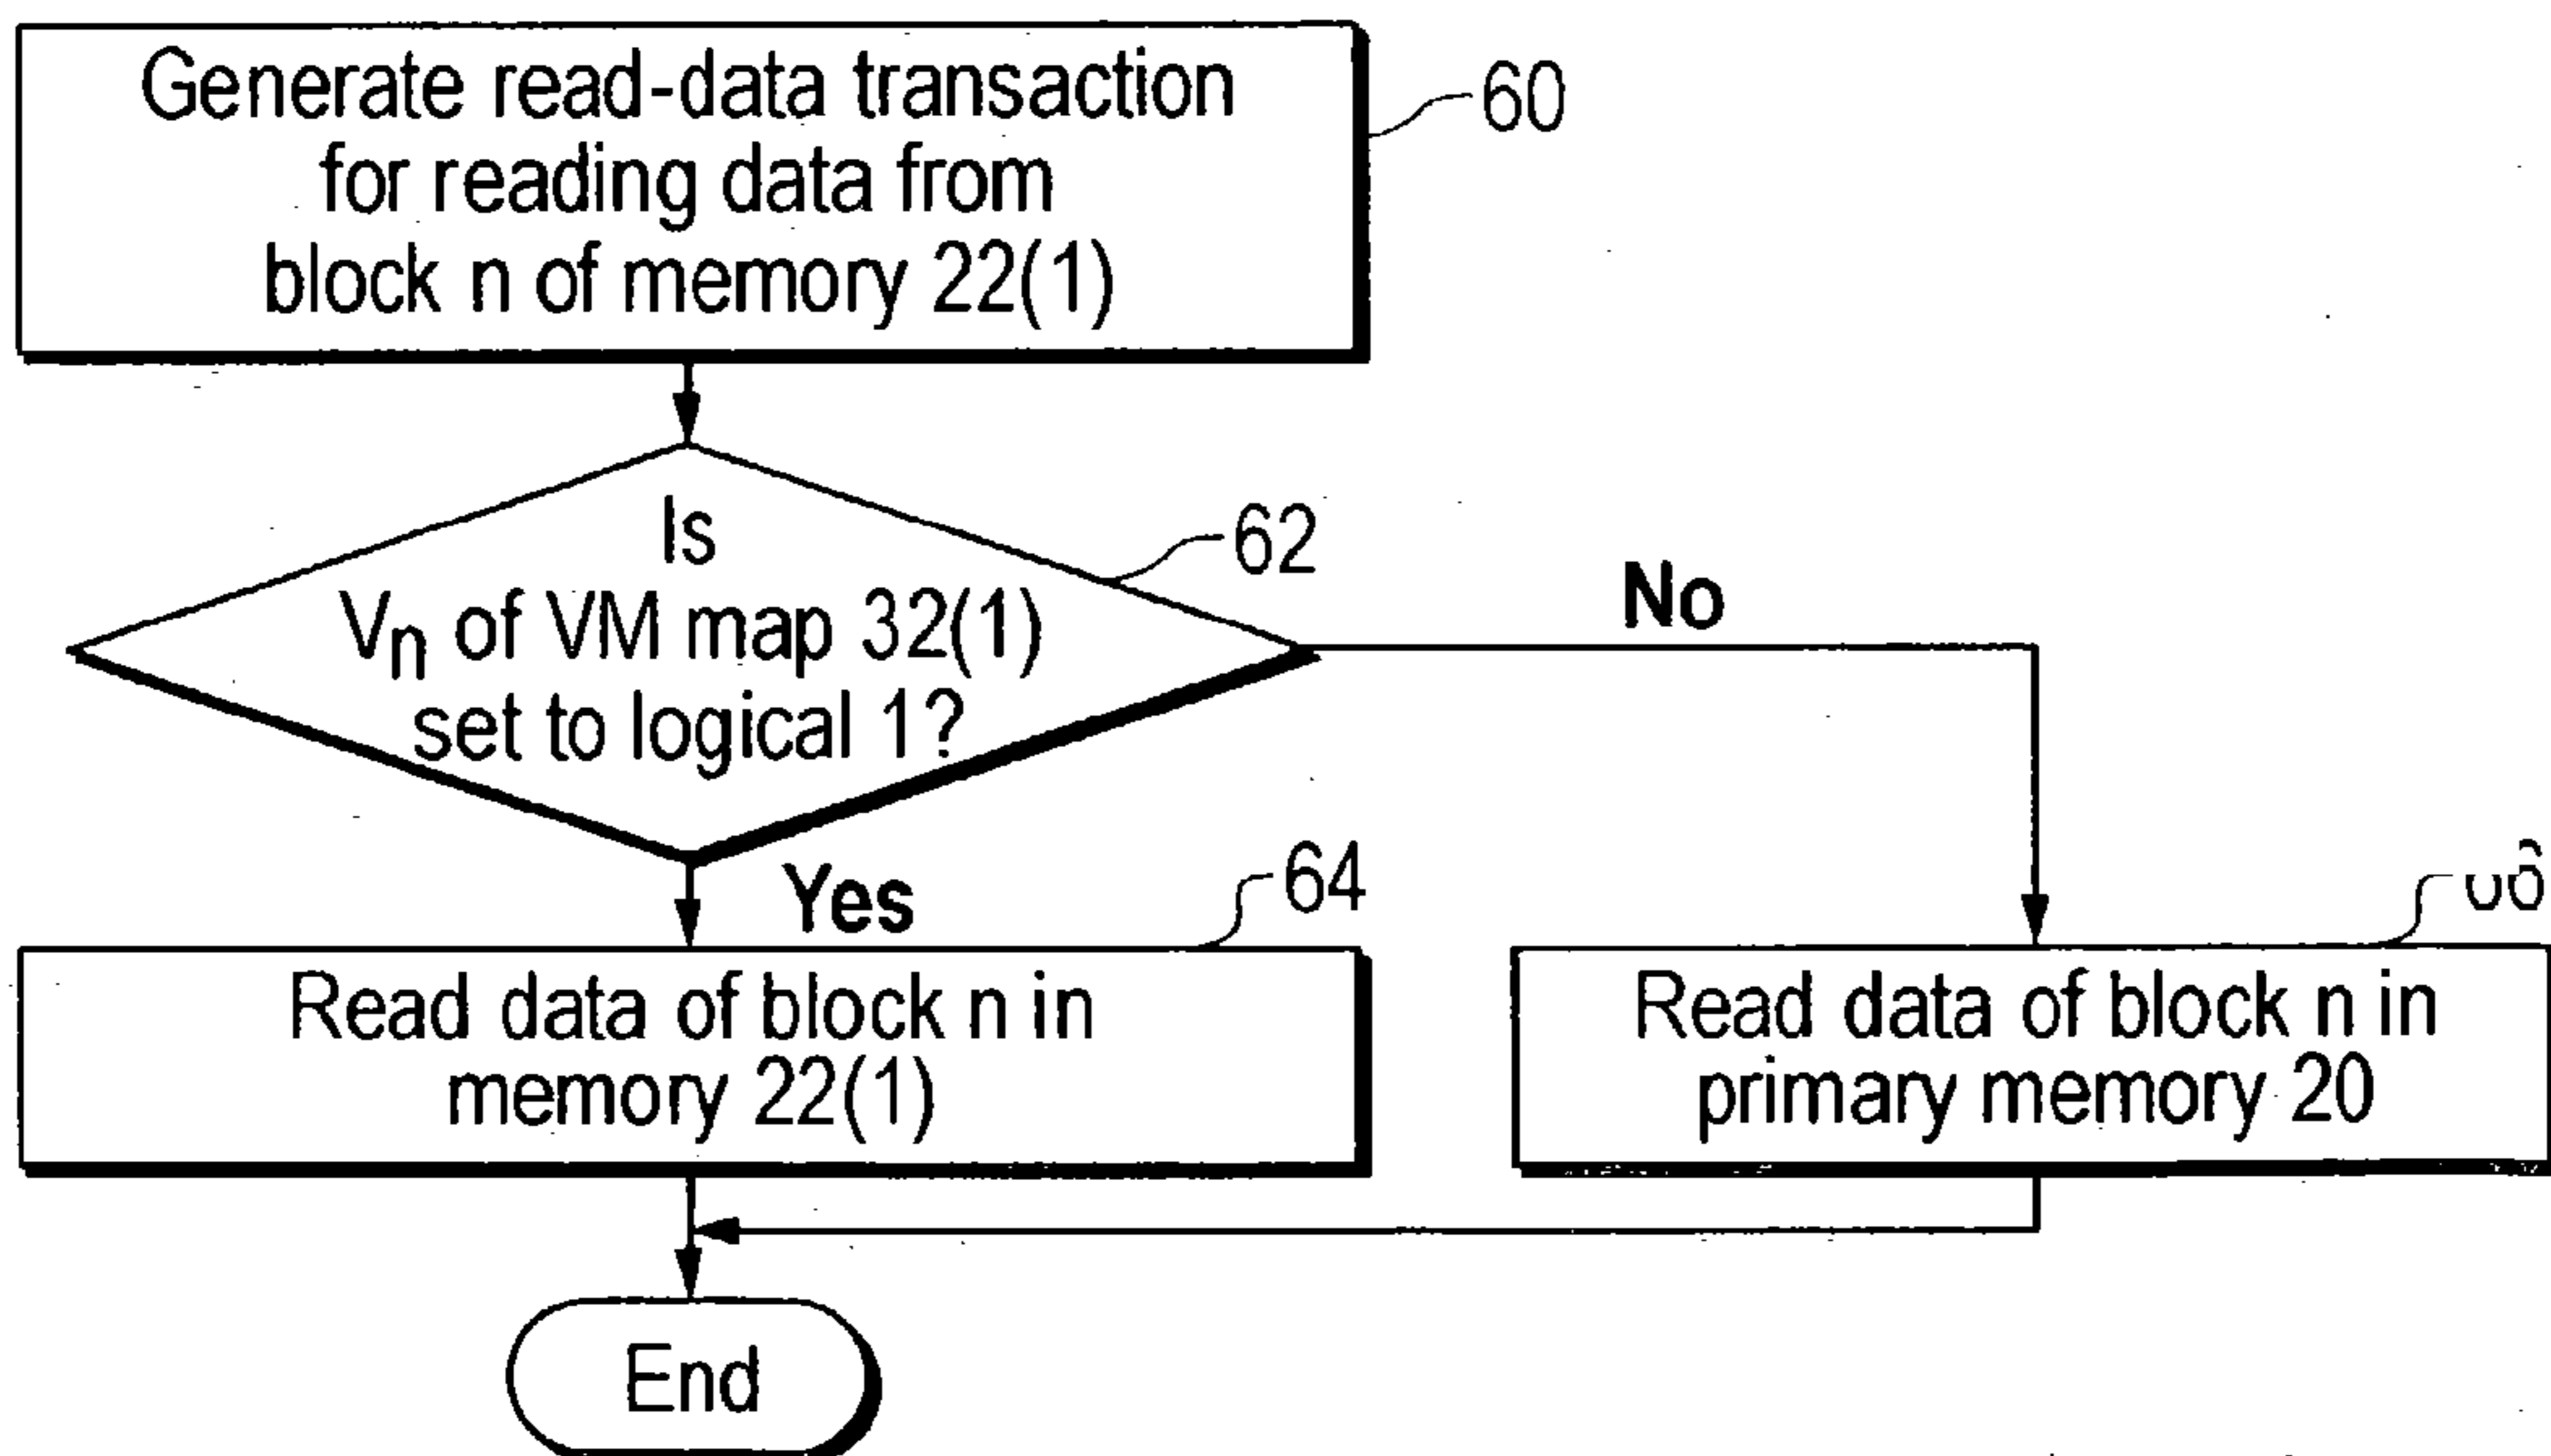 Generate read-data transaction
for reading data from
block n of memory 22(1)
60
Is
Vn of VM map 32(1)
set to logical 1?
62
No
Yes
64
Read data of block n in
memory 22(1)
Read data of block n in
primary memory 20
End